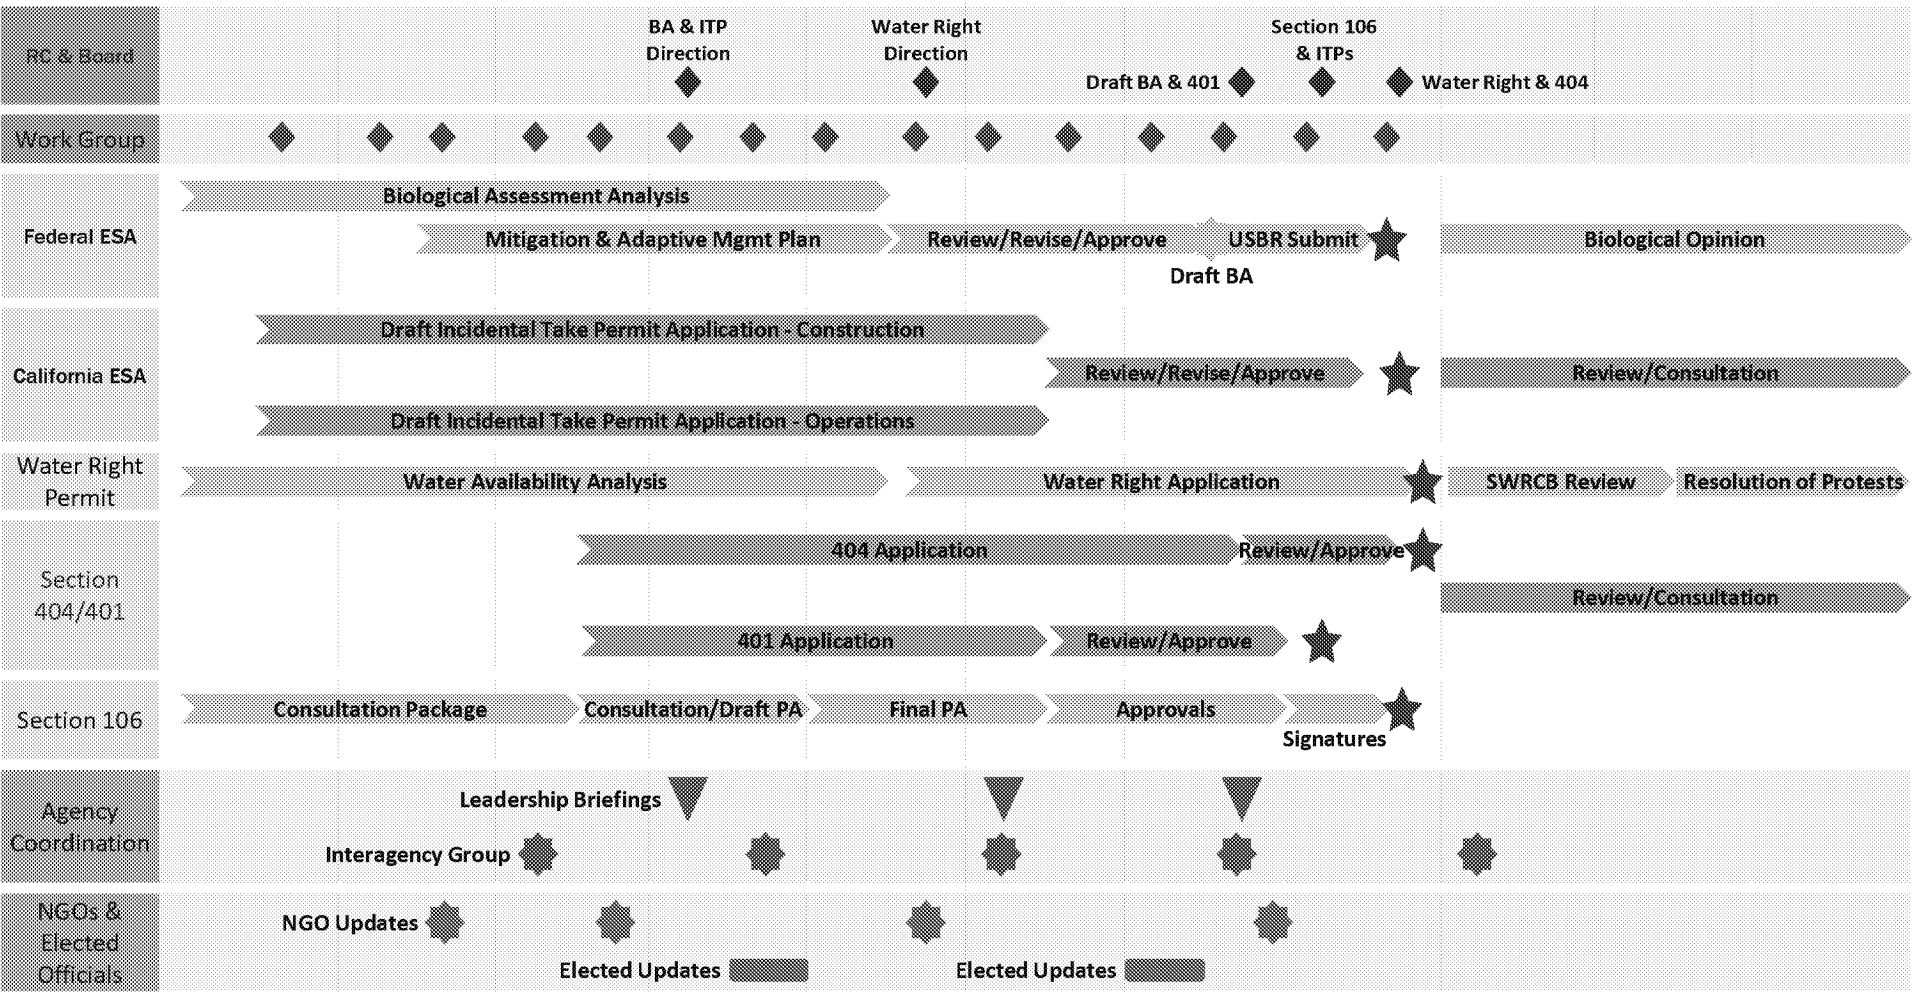 RC & Board
BA & ITP
Direction
Water Right
Direction
Draft BA & 401
Section 106
& ITPs
Water Right & 404
Work Group
Federal ESA
Biological Assessment Analysis
Mitigation & Adaptive Mgmt Plan
Review/Revise/Approve
USBR Submit
Draft BA
Biological Opinion
California ESA
Draft Incidental Take Permit Application - Construction
Review/Revise/Approve
Review/Consultation
Draft Incidental Take Permit Application - Operations
Water Right
Permit
Water Availability Analysis
Water Right Application
SWRCB Review
Resolution of Protests
Section
404/401
404 Application
Review/Approve
Review/Consultation
401 Application
Review/Approve
Section 106
Consultation Package
Consultation/Draft PA
Final PA
Approvals
Signatures
Agency
Coordination
Leadership Briefings
Interagency Group
NGOs &
Elected
Officials
NGO Updates
Elected Updates
Elected Updates